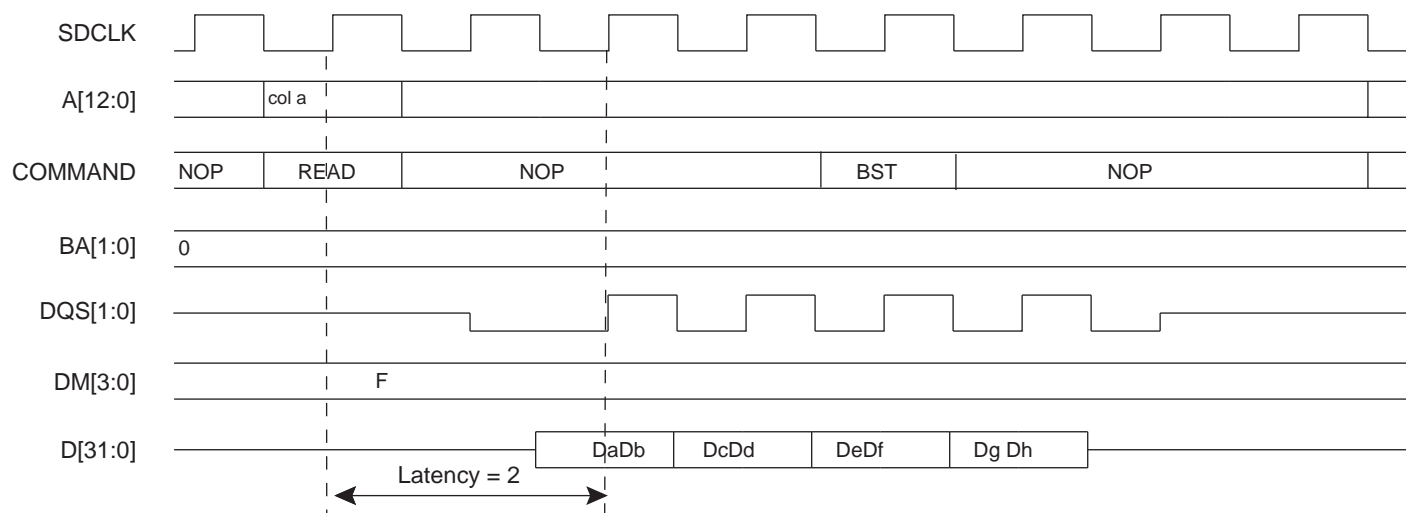 SDCLK
A[12:0] col a
COMMAND NOP READ NOP BST NOP
BA[1:0] 0
DQS[1:0]
DM[3:0] F
D[31:0] DaDb DcDd DeDf Dg Dh
Latency = 2